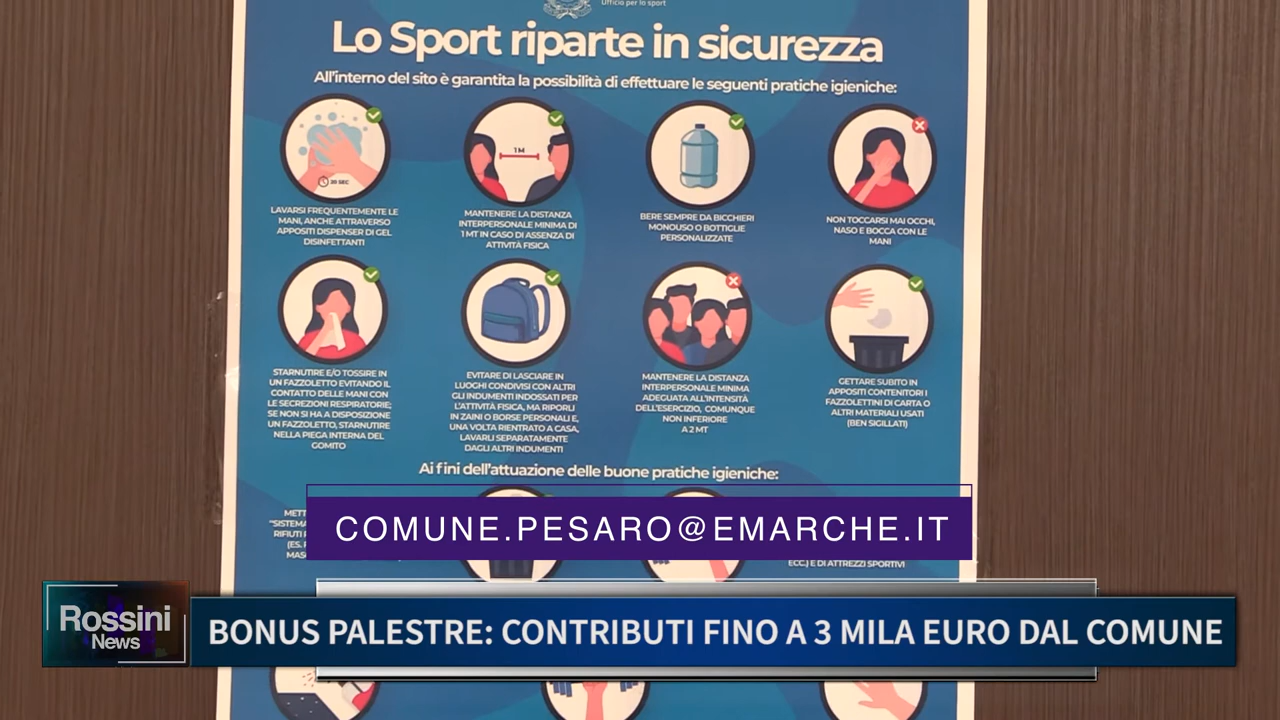 Ufficio per lo sport
Lo Sport riparte in sicurezza
All'interno del sito è garantita la possibilità di effettuare le seguenti pratiche igieniche:
20 SEC
1 M
LAVARSI FREQUENTEMENTE LE
MANI, ANCHE ATTRAVERSO
APPOSITI DISPENSER DI GEL
DISINFETTANTI
MANTENERE LA DISTANZA
INTERPERSONALE MINIMA DI
1 MT IN CASO DI ASSENZA DI
ATTIVITÀ FISICA
BERE SEMPRE DA BICCHIERI
MONOUSO O BOTTIGLIE
PERSONALIZZATE
NON TOCCARSI MAI OCCHI,
NASO E BOCCA CON LE
MANI
STARNUTIRE E/O TOSSIRE IN
UN FAZZOLETTO EVITANDO IL
CONTATTO DELLE MANI CON
LE SECREZIONI RESPIRATORIE;
SE NON SI HA A DISPOSIZIONE
UN FAZZOLETTO, STARNUTIRE
NELLA PIEGA INTERNA DEL
GOMITO
EVITARE DI LASCIARE IN
LUOGHI CONDIVISI CON ALTRI
GLI INDUMENTI INDOSSATI PER
L'ATTIVITÀ FISICA, MA RIPORLI
IN ZAINI O BORSE PERSONALI E,
UNA VOLTA RIENTRATO A CASA,
LAVARLI SEPARATAMENTE
DAGLI ALTRI INDUMENTI
MANTENERE LA DISTANZA
INTERPERSONALE MINIMA
ADEGUATA ALL'INTENSITÀ
DELL'ESERCIZIO, COMUNQUE
NON INFERIORE
A 2 MT
GETTARE SUBITO IN
APPOSITI CONTENITORI I
FAZZOLETTINI DI CARTA O
ALTRI MATERIALI USATI
(BEN SIGILLATI)
Ai fini dell'attuazione delle buone pratiche igieniche:
ECC.) E DI ATTREZZI SPORTIVI
COMUNE.PESARO@EMARCHE.IT
Rossini
News
BONUS PALESTRE: CONTRIBUTI FINO A 3 MILA EURO DAL COMUNE